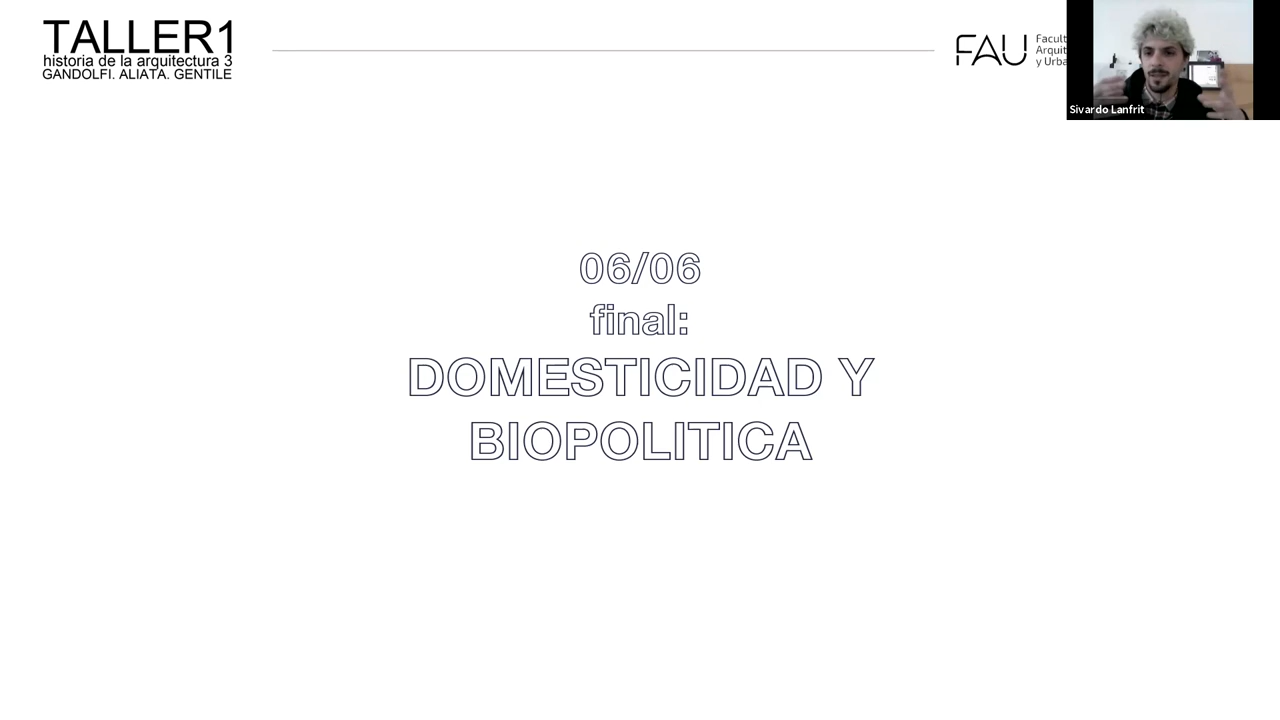 TALLER1
historia de la arquitectura 3
GANDOLFI. ALIATA. GENTILE
FAU
Sivardo Lanfrit
06/06
final:
DOMESTICIDAD Y
BIOPOLITICA